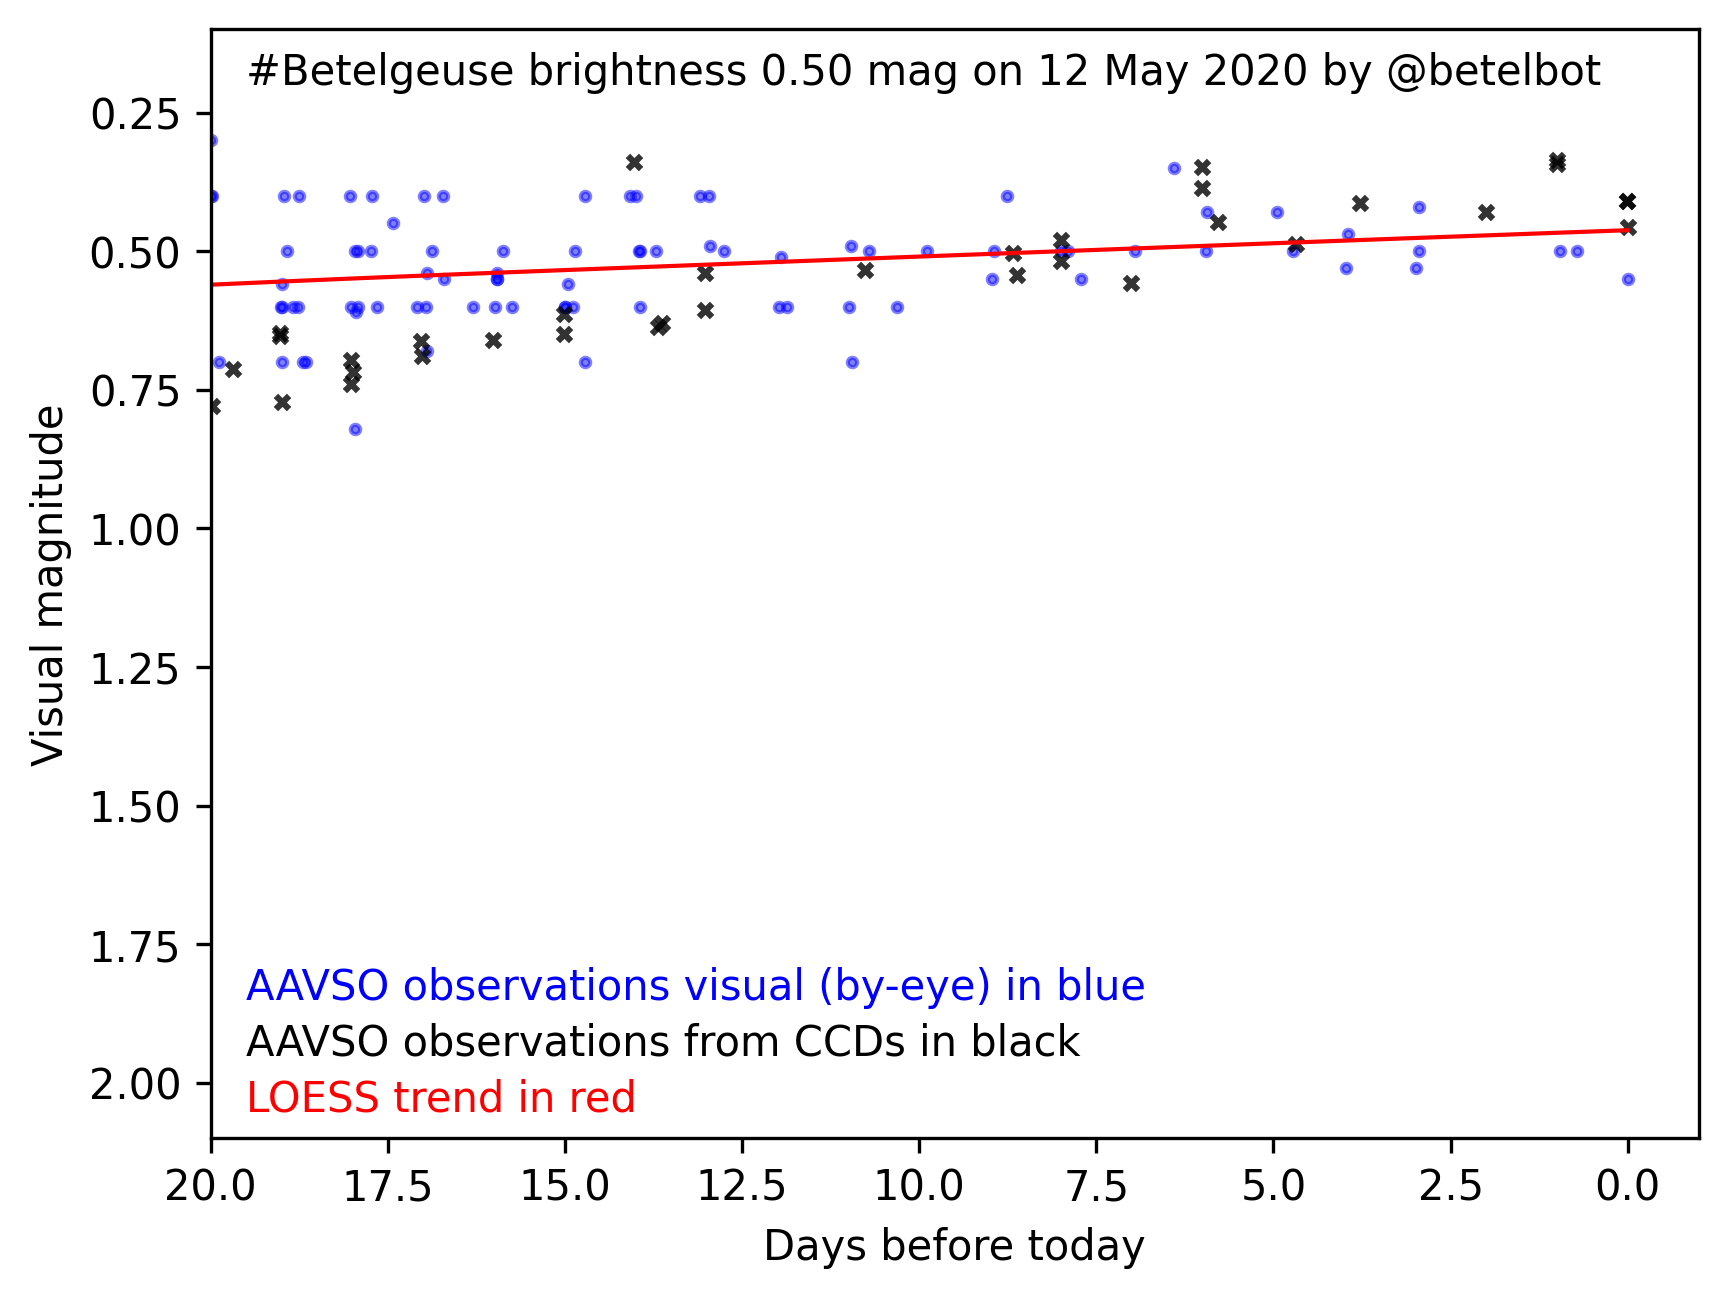 #Betelgeuse brightness 0.50 mag on 12 May 2020 by @betelbot
0.25
0.50
0.75
1.00
1.25
1.50
1.75
2.00
Visual magnitude
AAVSO observations visual (by-eye) in blue
AAVSO observations from CCDs in black
LOESS trend in red
20.0 17.5 15.0 12.5 10.0 7.5 5.0 2.5 0.0
Days before today